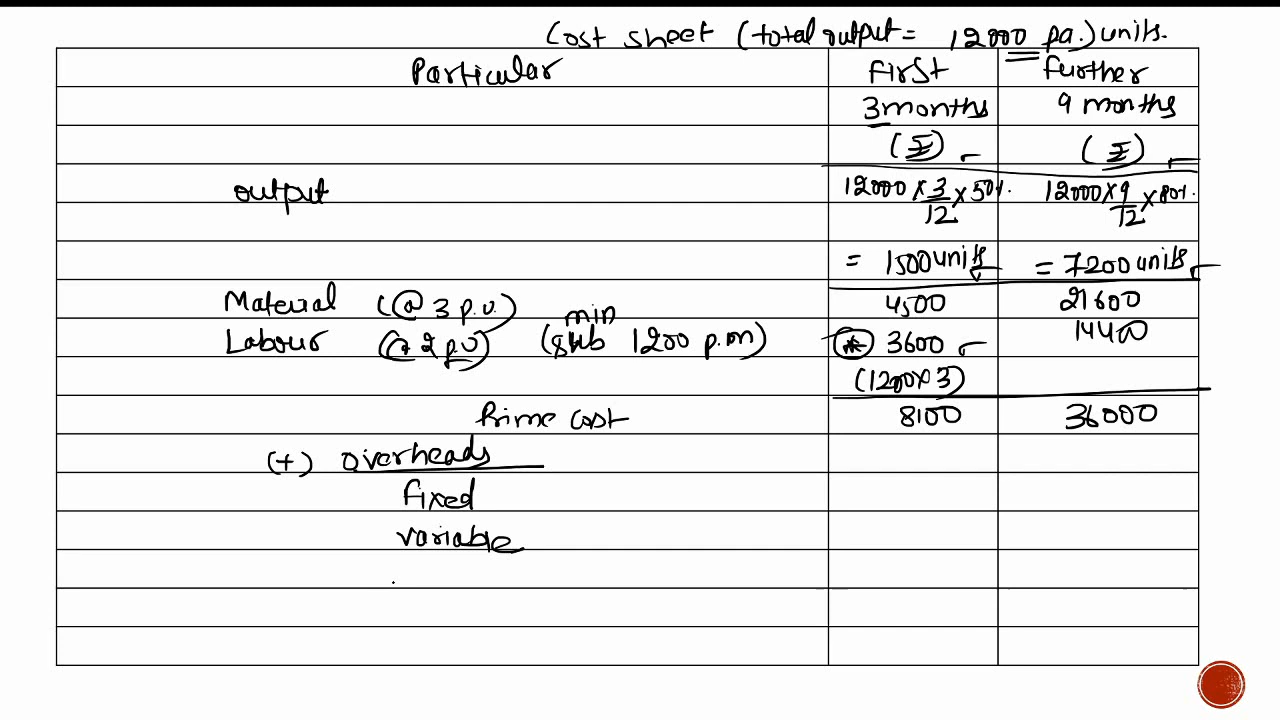 Cost sheet (total output = 12000 pa.) units.
Particular First Further
3 months 9 months
(₹) (₹)
output 12000 × 3/12 × 50%. 12000 × 9/12 × 80%.
= 1500 units = 7200 units
Material (@ 3 p.u.) 4500 21600
Labour (@ 2 p.u) (sub min 1200 p.m) * 3600 14400
(1200×3)
Prime cost 8100 36000
(+) overheads
Fixed
variable